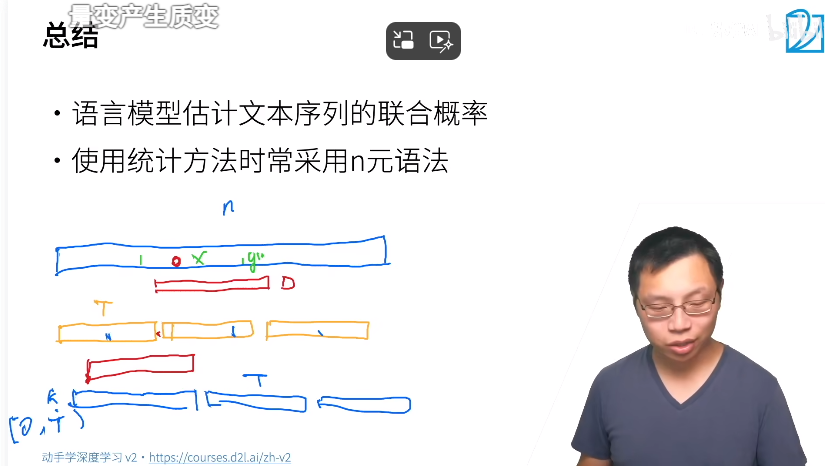 量变产生质变
总结
• 语言模型估计文本序列的联合概率
• 使用统计方法时常采用n元语法
n
x
D
T
T
k
[0, T)
动手学深度学习 v2 • https://courses.d2l.ai/zh-v2